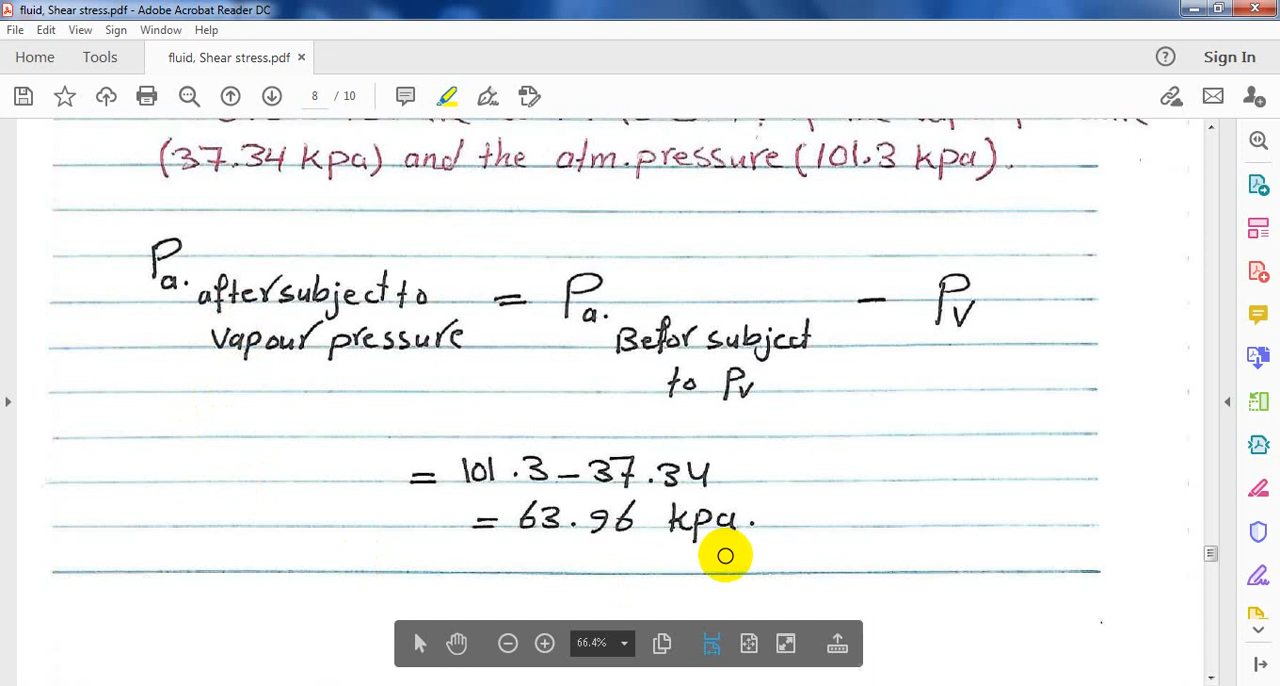 fluid, Shear stress.pdf - Adobe Acrobat Reader DC
File Edit View Sign Window Help
Home Tools fluid, Shear stress.pdf × Sign In
8 / 10
(37.34 kpa) and the atm.pressure (101.3 kpa).
Pa. after subject to vapour pressure = Pa. Befor subject to Pv - Pv
= 101.3 - 37.34
= 63.96 kpa.
66.4%